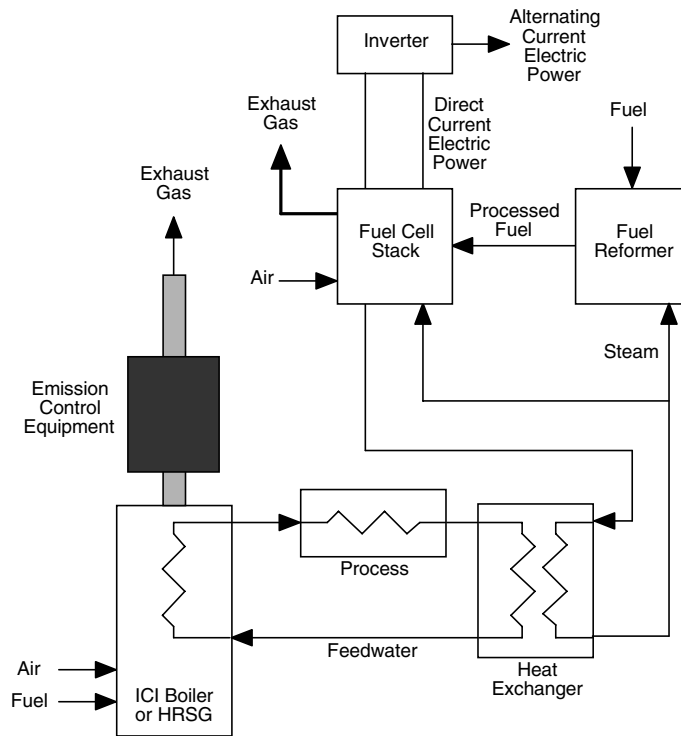 Inverter
Alternating
Current
Electric
Power
Exhaust
Gas
Direct
Current
Electric
Power
Fuel
Exhaust
Gas
Fuel Cell
Stack
Processed
Fuel
Fuel
Reformer
Air
Steam
Emission
Control
Equipment
Process
Feedwater
Heat
Exchanger
Air
Fuel
ICI Boiler
or HRSG